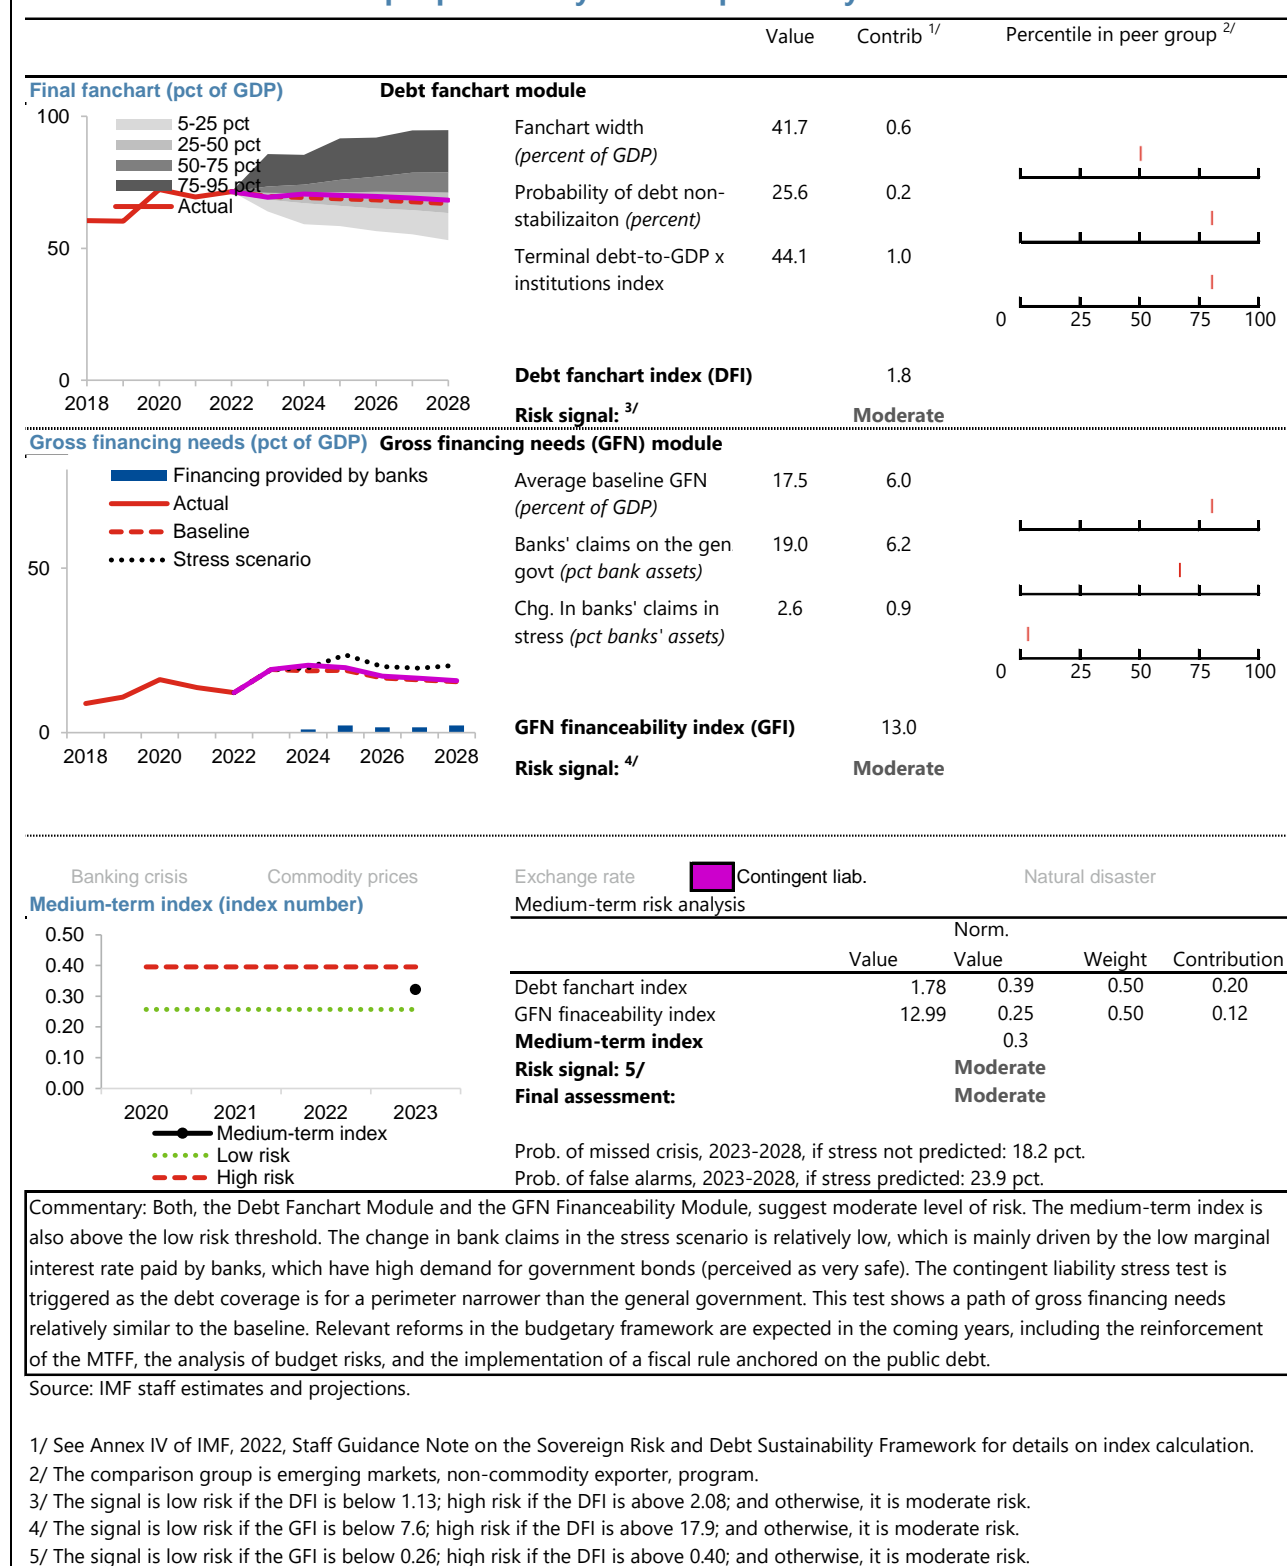 Value Contrib 1/ Percentile in peer group 2/
Final fanchart (pct of GDP) Debt fanchart module
100
5-25 pct
25-50 pct
50-75 pct
75-95 pct
Actual
50
0
2018 2020 2022 2024 2026 2028
Fanchart width 41.7 0.6
(percent of GDP)
Probability of debt non- 25.6 0.2
stabilizaiton (percent)
Terminal debt-to-GDP x 44.1 1.0
institutions index
0 25 50 75 100
Debt fanchart index (DFI) 1.8
Risk signal: 3/ Moderate
Gross financing needs (pct of GDP) Gross financing needs (GFN) module
Financing provided by banks
Actual
Baseline
Stress scenario
50
0
2018 2020 2022 2024 2026 2028
Average baseline GFN 17.5 6.0
(percent of GDP)
Banks' claims on the gen. 19.0 6.2
govt (pct bank assets)
Chg. In banks' claims in 2.6 0.9
stress (pct banks' assets)
0 25 50 75 100
GFN financeability index (GFI) 13.0
Risk signal: 4/ Moderate
Banking crisis Commodity prices Exchange rate Contingent liab. Natural disaster
Medium-term index (index number)
0.50
0.40
0.30
0.20
0.10
0.00
2020 2021 2022 2023
Medium-term index
Low risk
High risk
Medium-term risk analysis
Norm.
Value Value Weight Contribution
Debt fanchart index 1.78 0.39 0.50 0.20
GFN finaceability index 12.99 0.25 0.50 0.12
Medium-term index 0.3
Risk signal: 5/ Moderate
Final assessment: Moderate
Prob. of missed crisis, 2023-2028, if stress not predicted: 18.2 pct.
Prob. of false alarms, 2023-2028, if stress predicted: 23.9 pct.
Commentary: Both, the Debt Fanchart Module and the GFN Financeability Module, suggest moderate level of risk. The medium-term index is
also above the low risk threshold. The change in bank claims in the stress scenario is relatively low, which is mainly driven by the low marginal
interest rate paid by banks, which have high demand for government bonds (perceived as very safe). The contingent liability stress test is
triggered as the debt coverage is for a perimeter narrower than the general government. This test shows a path of gross financing needs
relatively similar to the baseline. Relevant reforms in the budgetary framework are expected in the coming years, including the reinforcement
of the MTFF, the analysis of budget risks, and the implementation of a fiscal rule anchored on the public debt.
Source: IMF staff estimates and projections.
1/ See Annex IV of IMF, 2022, Staff Guidance Note on the Sovereign Risk and Debt Sustainability Framework for details on index calculation.
2/ The comparison group is emerging markets, non-commodity exporter, program.
3/ The signal is low risk if the DFI is below 1.13; high risk if the DFI is above 2.08; and otherwise, it is moderate risk.
4/ The signal is low risk if the GFI is below 7.6; high risk if the DFI is above 17.9; and otherwise, it is moderate risk.
5/ The signal is low risk if the GFI is below 0.26; high risk if the DFI is above 0.40; and otherwise, it is moderate risk.